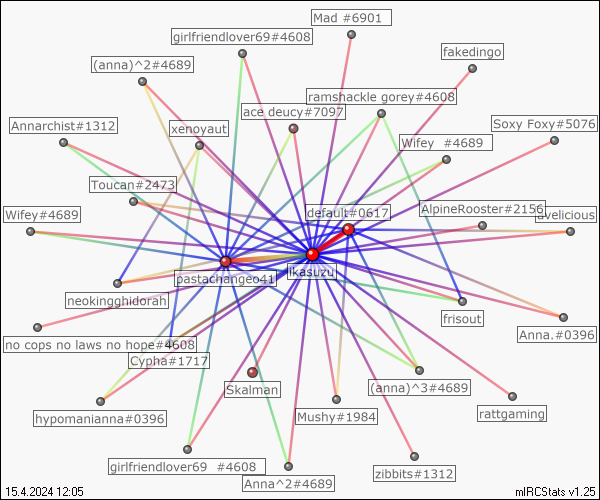 Mad #6901
girlfriendlover69#4608
fakedingo
(anna)^2#4689
ramshackle gorey#4608
ace deucy#7097
Annarchist#1312
xenoyaut
Soxy Foxy#5076
Wifey  #4689
Toucan#2473
Wifey#4689
default#0617
AlpineRooster#2156
avelicious
pastachangeo41
ikasuzu
neokingghidorah
frisout
Anna.#0396
no cops no laws no hope#4608
Cypha#1717
Skalman
(anna)^3#4689
hypomanianna#0396
Mushy#1984
rattgaming
girlfriendlover69  #4608
zibbits#1312
Anna^2#4689
15.4.2024 12:05
mIRCStats v1.25